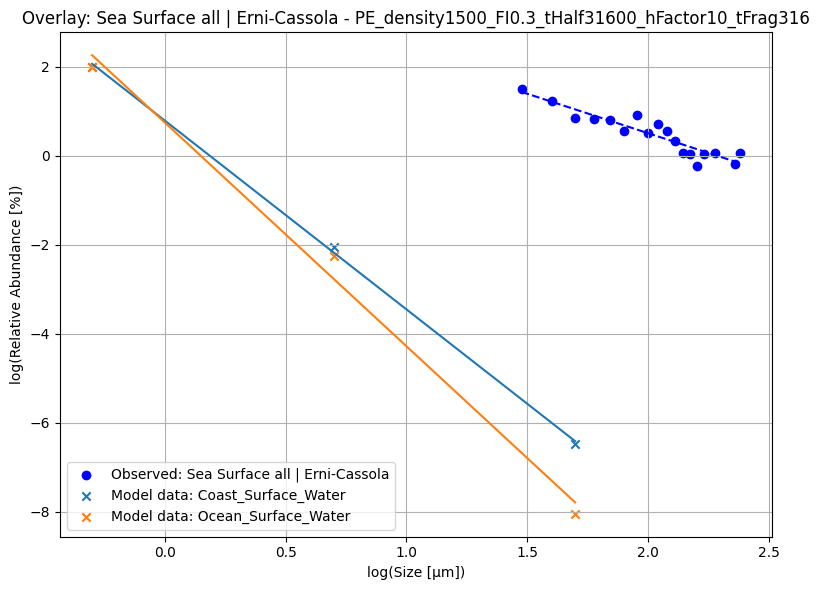 Overlay: Sea Surface all | Erni-Cassola - PE_density1500_FI0.3_tHalf31600_hFactor10_tFrag316
log(Relative Abundance [%])
2
0
−2
−4
−6
−8
Observed: Sea Surface all | Erni-Cassola
Model data: Coast_Surface_Water
Model data: Ocean_Surface_Water
0.0 0.5 1.0 1.5 2.0 2.5
log(Size [μm])